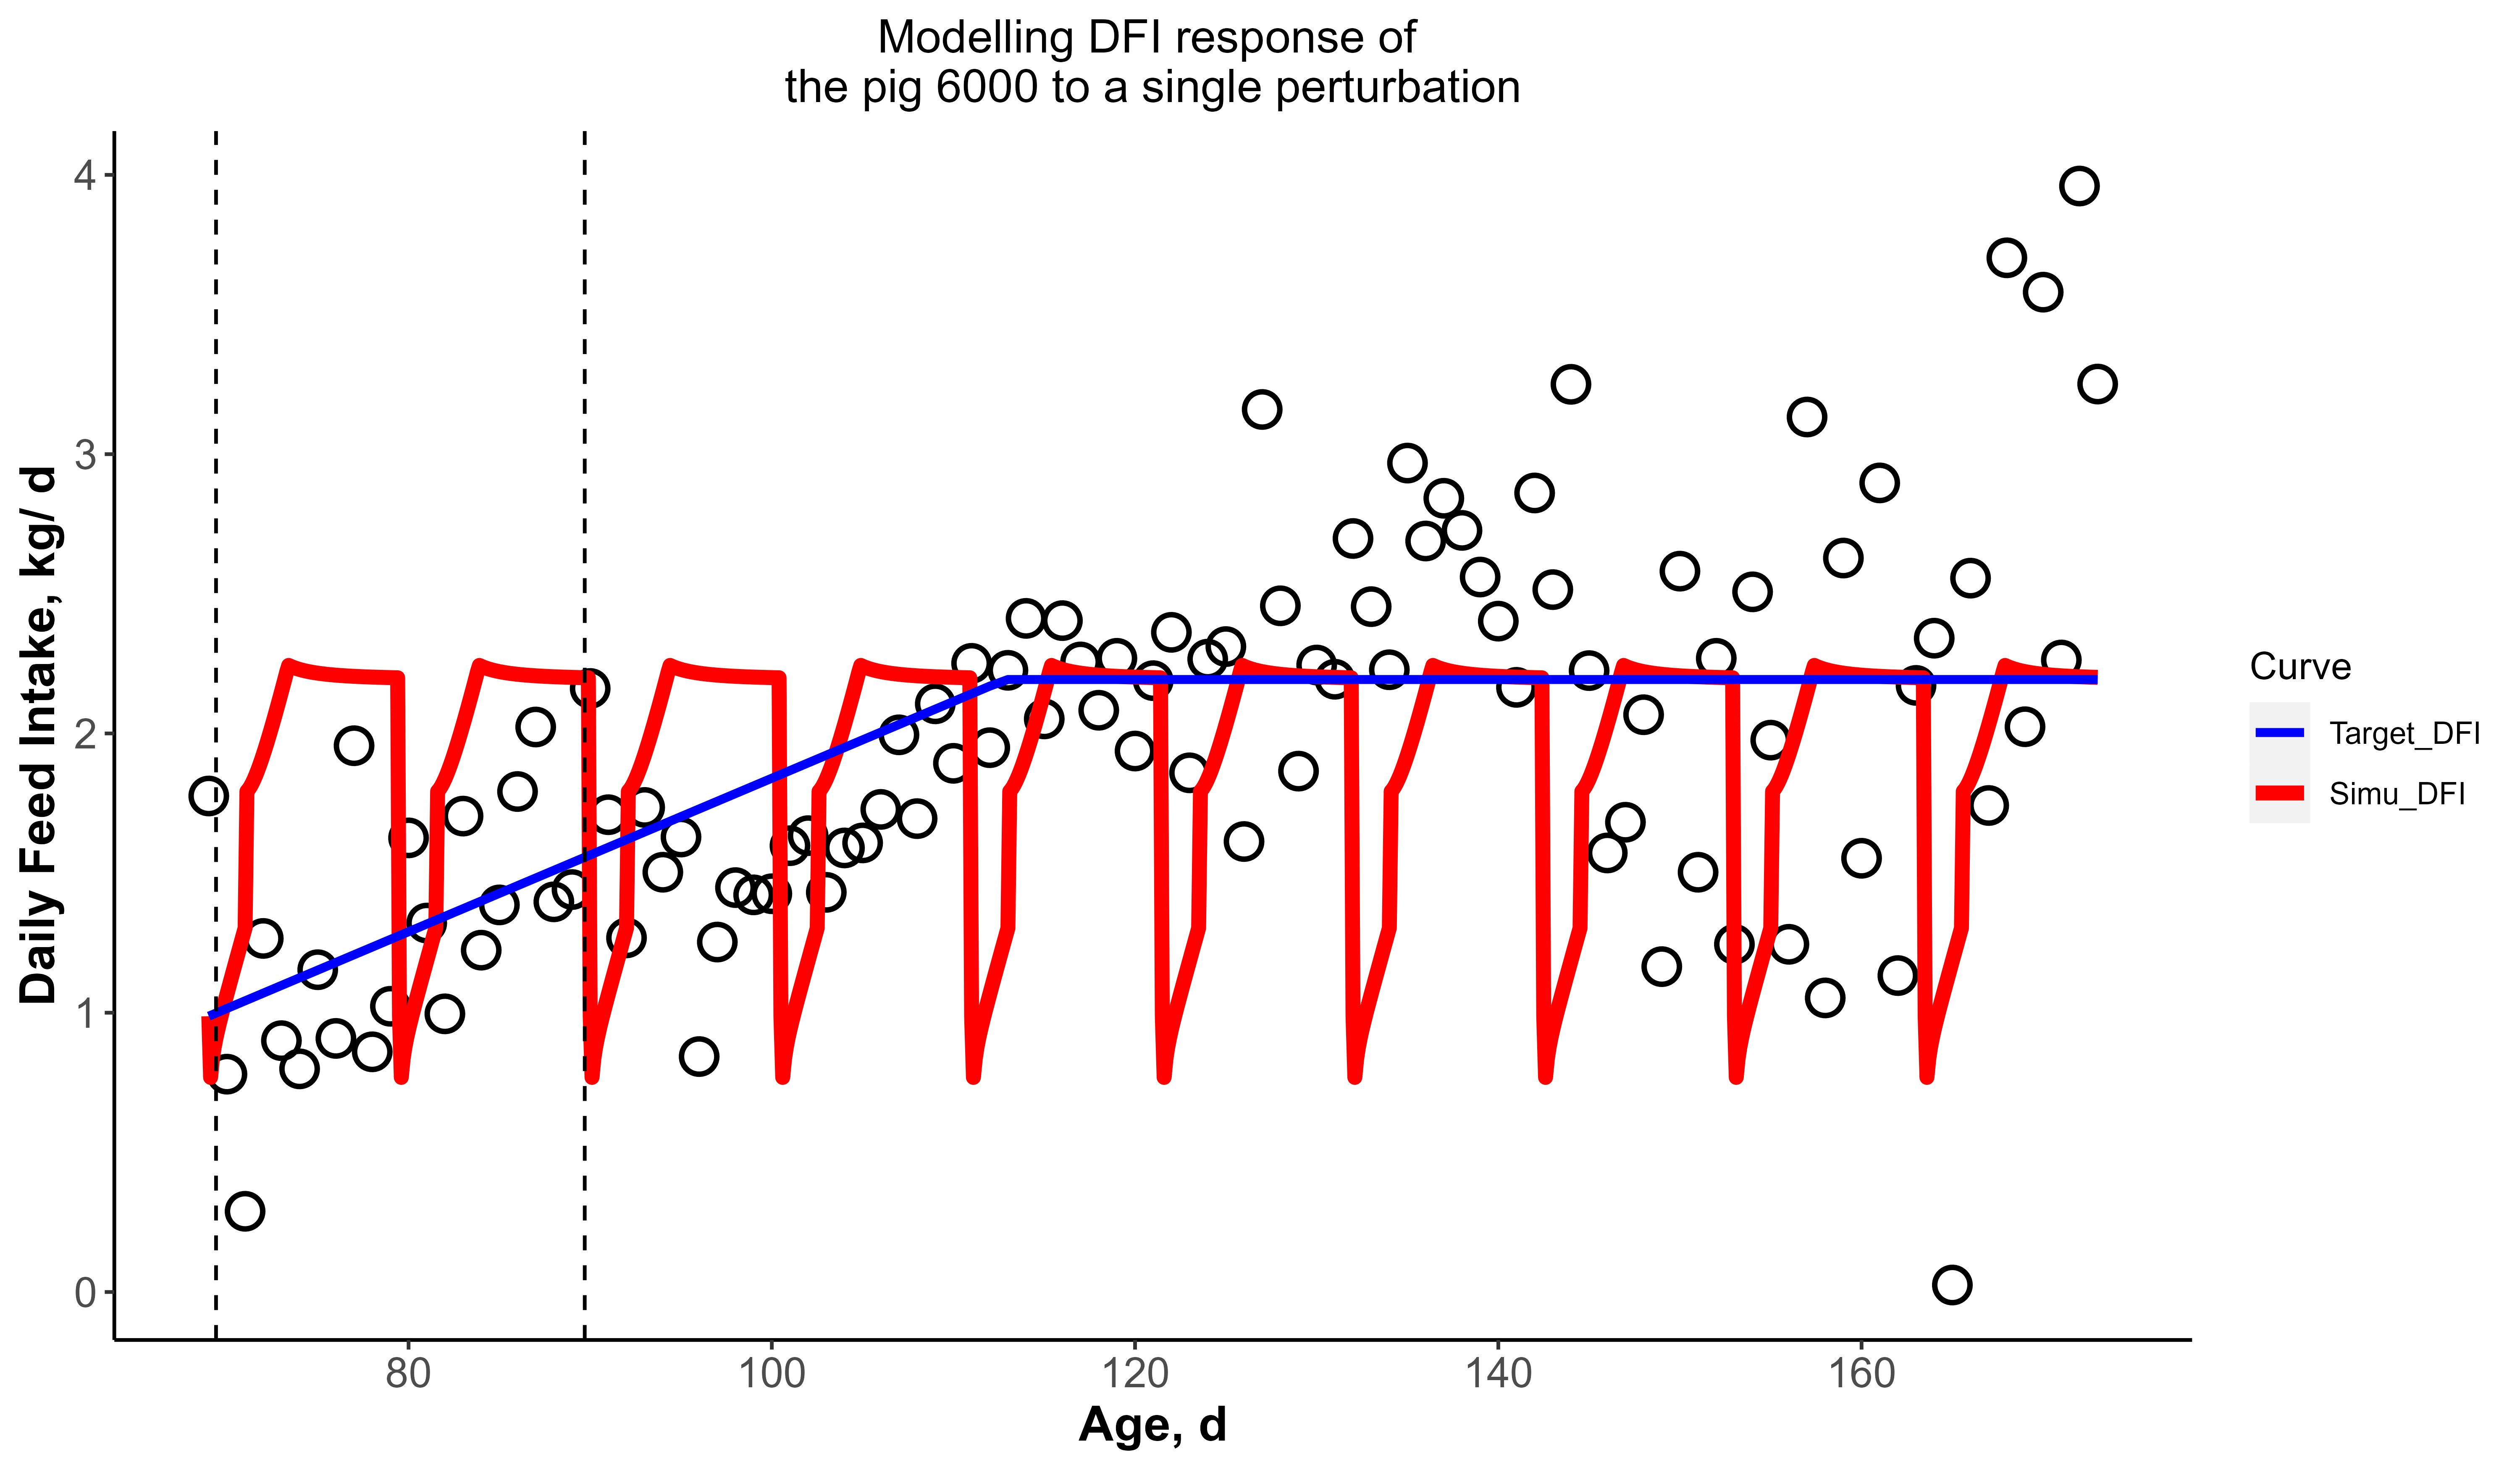 Modelling DFI response of
the pig 6000 to a single perturbation
Daily Feed Intake, kg/ d
4
3
2
1
0
80
100
120
140
160
Age, d
Curve
Target_DFI
Simu_DFI